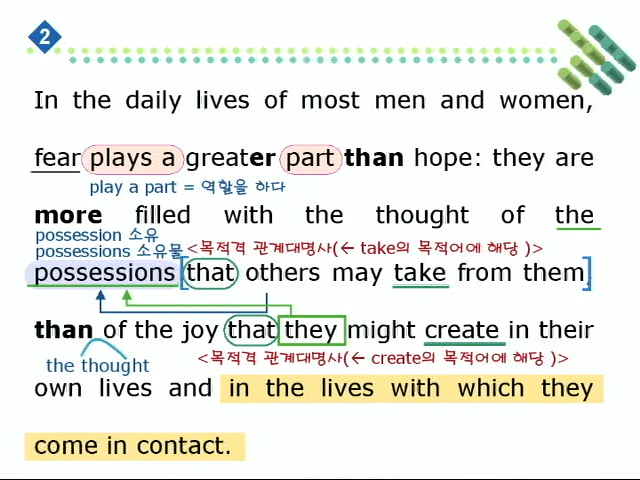 2
In the daily lives of most men and women,
fear plays a greater part than hope: they are
play a part = 역할을 하다
more filled with the thought of the
possession 소유
possessions 소유물 <목적격 관계대명사(← take의 목적어에 해당 )>
possessions [that others may take from them]
than of the joy that they might create in their
the thought <목적격 관계대명사(← create의 목적어에 해당 )>
own lives and in the lives with which they
come in contact.